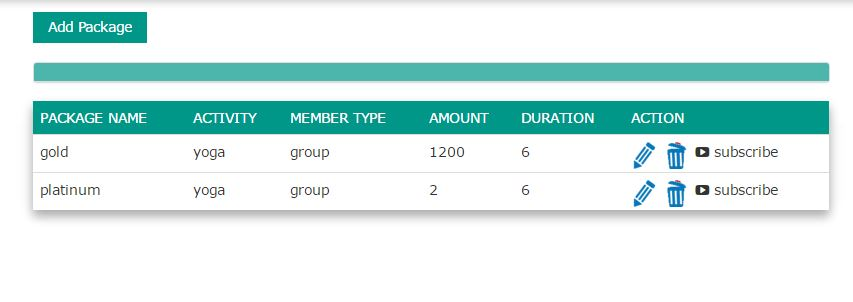 Add Package
PACKAGE NAME ACTIVITY MEMBER TYPE AMOUNT DURATION ACTION
gold yoga group 1200 6 subscribe
platinum yoga group 2 6 subscribe